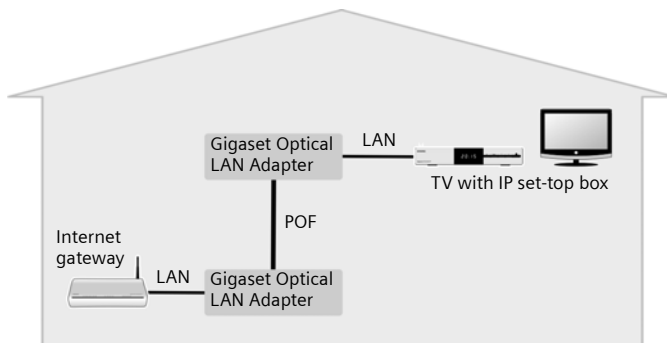 Gigaset Optical
LAN Adapter
LAN
TV with IP set-top box
POF
Internet
gateway
LAN
Gigaset Optical
LAN Adapter